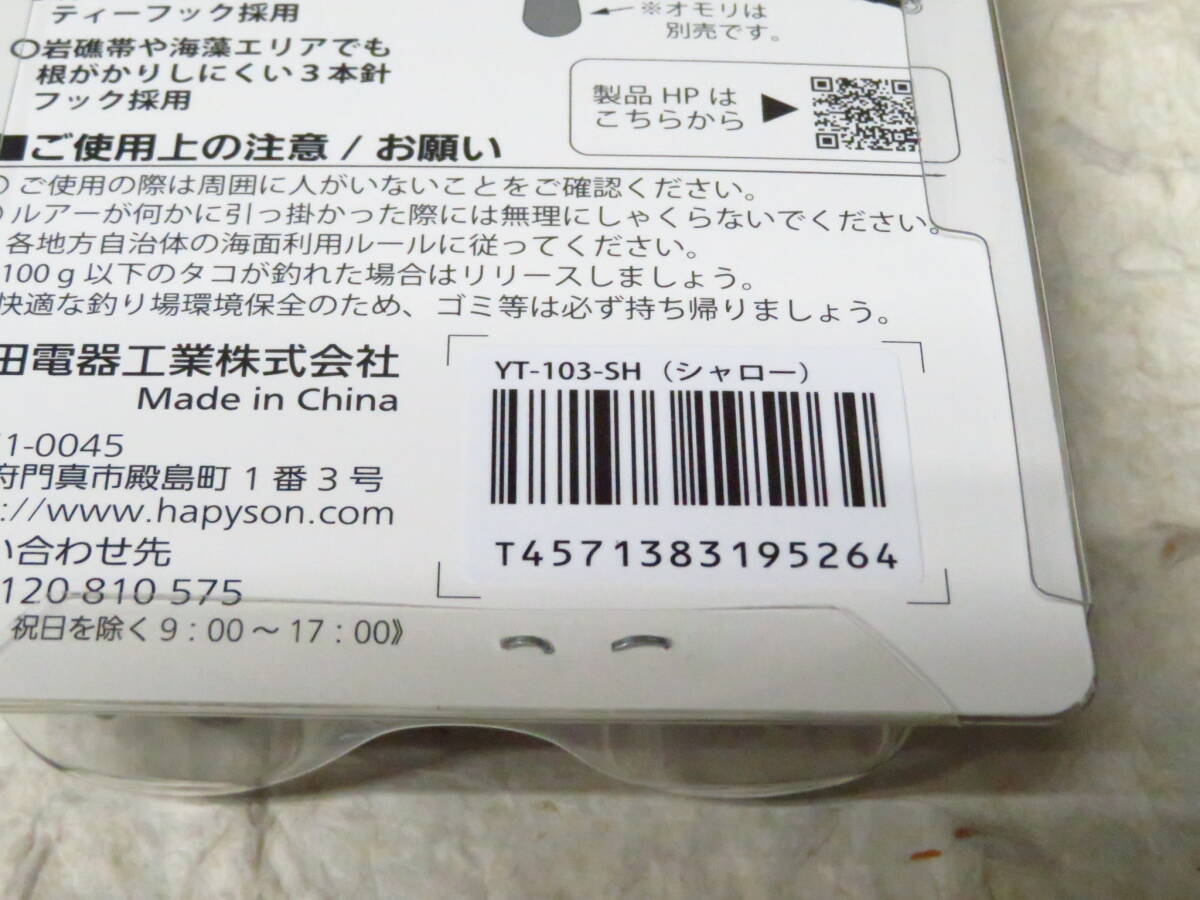 ティーフック採用
○岩礁帯や海藻エリアでも
根がかりしにくい3本針
フック採用
※オモリは
別売です。
製品HPは
こちらから
■ご使用上の注意 / お願い
○ ご使用の際は周囲に人がいないことをご確認ください。
○ ルアーが何かに引っ掛かった際には無理にしゃくらないでください。
各地方自治体の海面利用ルールに従ってください。
100g以下のタコが釣れた場合はリリースしましょう。
快適な釣り場環境保全のため、ゴミ等は必ず持ち帰りましょう。
田電器工業株式会社
Made in China
1-0045
府門真市殿島町1番3号
://www.hapyson.com
い合わせ先
120-810 575
祝日を除く 9:00～17:00》
YT-103-SH（シャロー）
T4571383195264